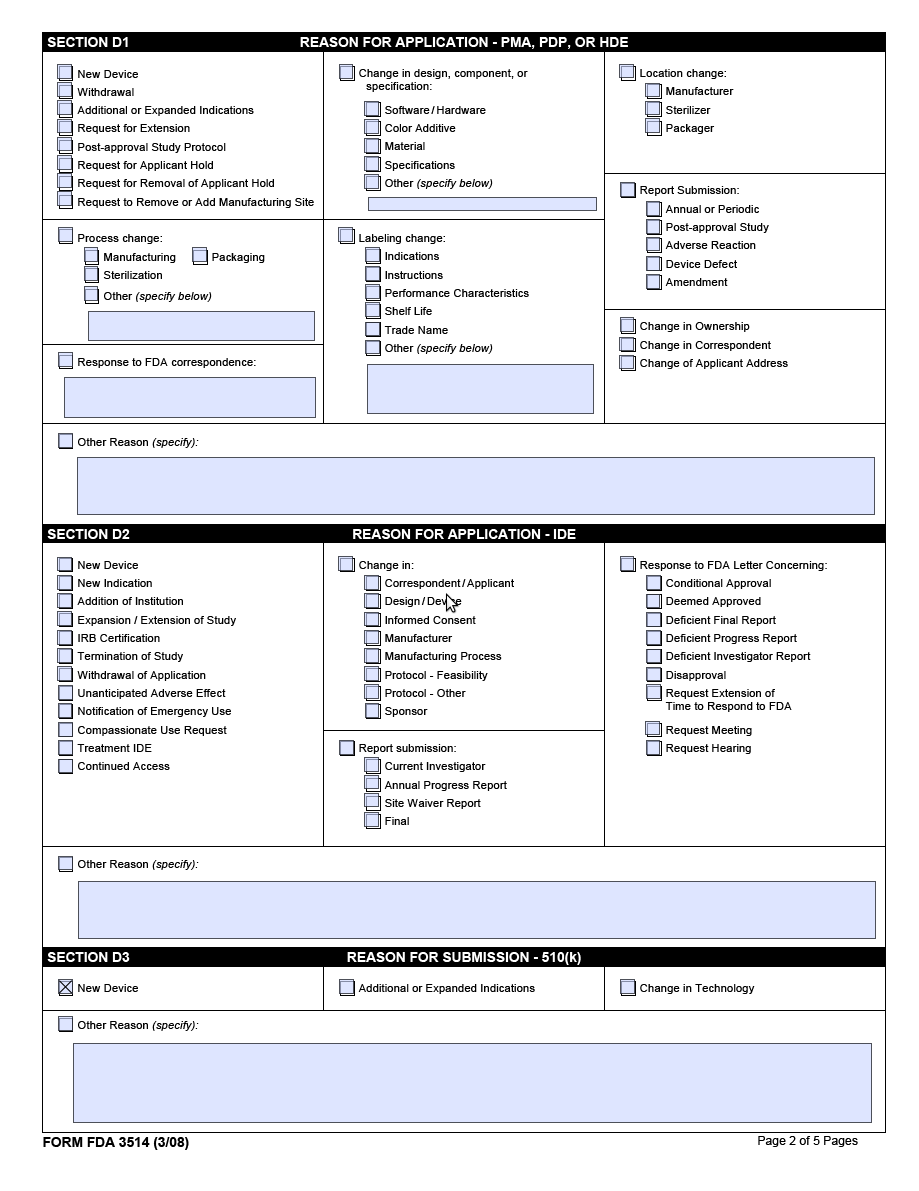 SECTION D1 REASON FOR APPLICATION - PMA, PDP, OR HDE
New Device
Withdrawal
Additional or Expanded Indications
Request for Extension
Post-approval Study Protocol
Request for Applicant Hold
Request for Removal of Applicant Hold
Request to Remove or Add Manufacturing Site
Change in design, component, or
specification:
Software / Hardware
Color Additive
Material
Specifications
Other (specify below)
Location change:
Manufacturer
Sterilizer
Packager
Report Submission:
Annual or Periodic
Post-approval Study
Adverse Reaction
Device Defect
Amendment
Process change:
Manufacturing Packaging
Sterilization
Other (specify below)
Labeling change:
Indications
Instructions
Performance Characteristics
Shelf Life
Trade Name
Other (specify below)
Change in Ownership
Change in Correspondent
Change of Applicant Address
Response to FDA correspondence:
Other Reason (specify):
SECTION D2 REASON FOR APPLICATION - IDE
New Device
New Indication
Addition of Institution
Expansion / Extension of Study
IRB Certification
Termination of Study
Withdrawal of Application
Unanticipated Adverse Effect
Notification of Emergency Use
Compassionate Use Request
Treatment IDE
Continued Access
Change in:
Correspondent / Applicant
Design / Device
Informed Consent
Manufacturer
Manufacturing Process
Protocol - Feasibility
Protocol - Other
Sponsor
Report submission:
Current Investigator
Annual Progress Report
Site Waiver Report
Final
Response to FDA Letter Concerning:
Conditional Approval
Deemed Approved
Deficient Final Report
Deficient Progress Report
Deficient Investigator Report
Disapproval
Request Extension of
Time to Respond to FDA
Request Meeting
Request Hearing
Other Reason (specify):
SECTION D3 REASON FOR SUBMISSION - 510(k)
New Device
Additional or Expanded Indications
Change in Technology
Other Reason (specify):
FORM FDA 3514 (3/08) Page 2 of 5 Pages